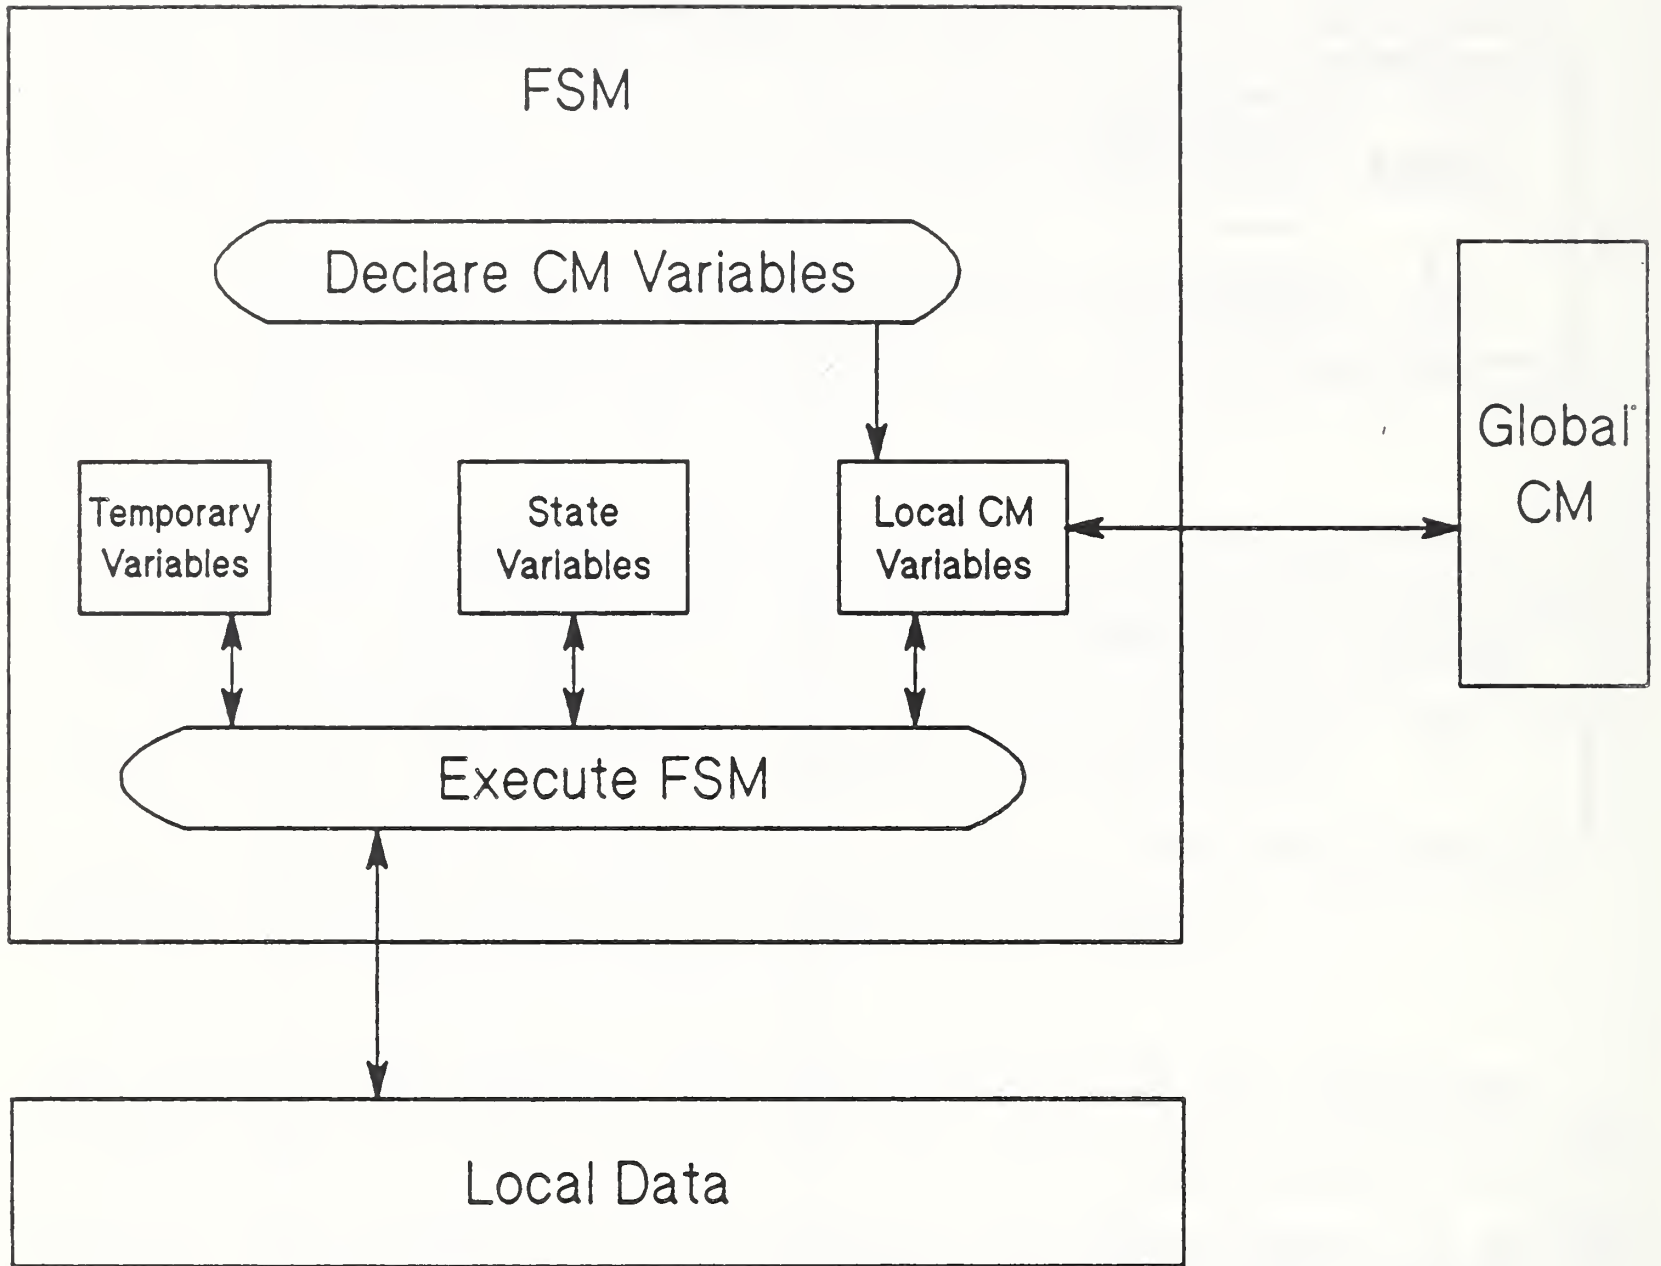 FSM
Declare CM Variables
Temporary
Variables
State
Variables
Local CM
Variables
Global
CM
Execute FSM
Local Data